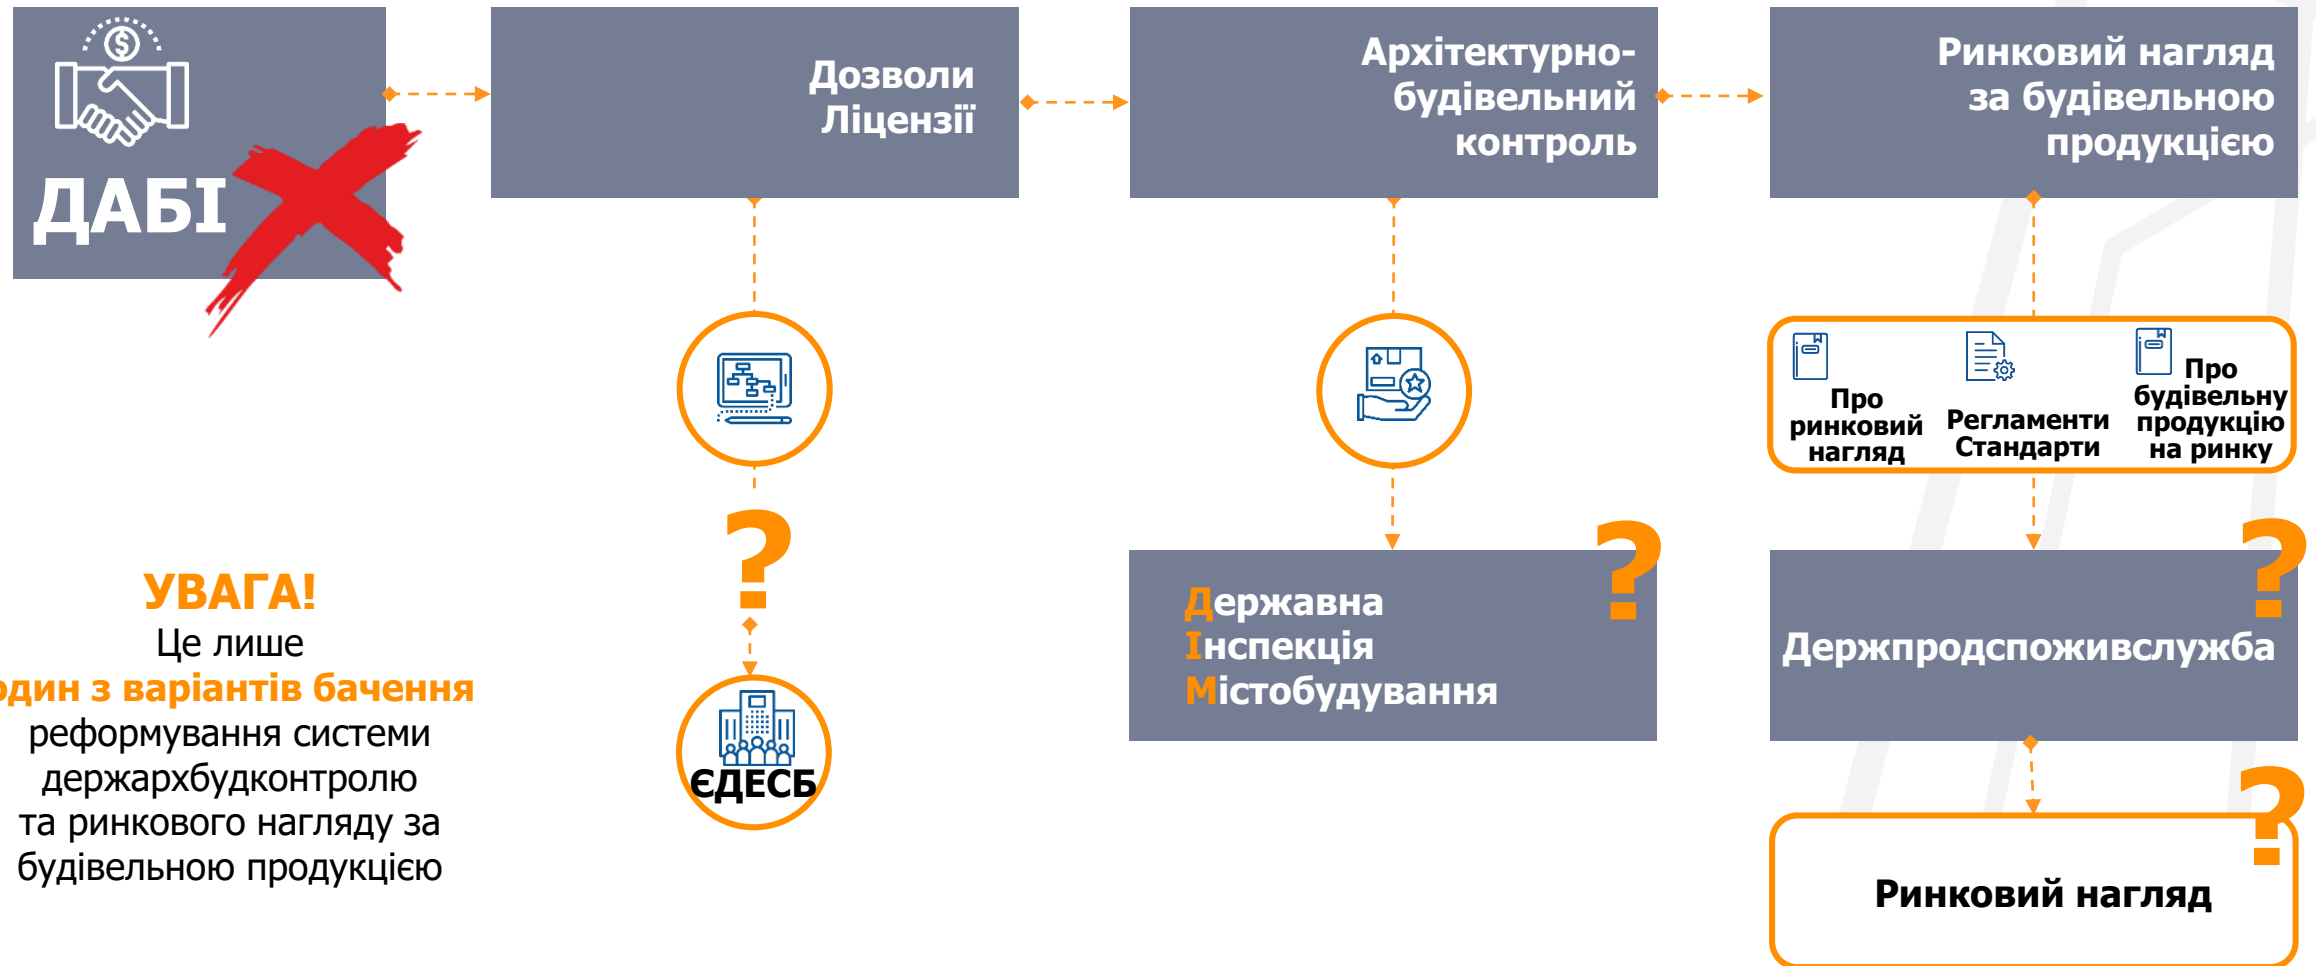 ДАБІ
Дозволи
Ліцензії
Архітектурно-
будівельний
контроль
Ринковий нагляд
за будівельною
продукцією
Про
ринковий
нагляд
Регламенти
Стандарти
Про
будівельну
продукцію
на ринку
?
ЄДЕСБ
?
Державна
Інспекція
Містобудування
?
Держпродспоживслужба
?
Ринковий нагляд
УВАГА!
Це лише
один з варіантів бачення
реформування системи
держархбудконтролю
та ринкового нагляду за
будівельною продукцією